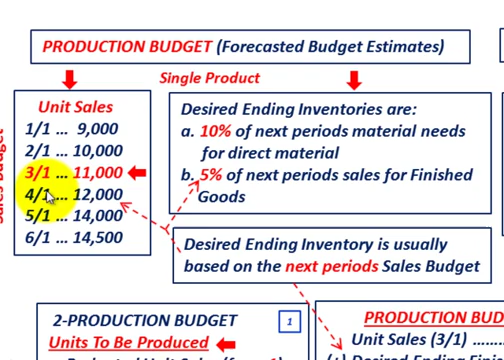 PRODUCTION BUDGET (Forecasted Budget Estimates)
Single Product
Unit Sales
1/1 ... 9,000
2/1 ... 10,000
3/1 ... 11,000
4/1 ... 12,000
5/1 ... 14,000
6/1 ... 14,500
Desired Ending Inventories are:
a. 10% of next periods material needs
for direct material
b. 5% of next periods sales for Finished
Goods
Desired Ending Inventory is usually
based on the next periods Sales Budget
2-PRODUCTION BUDGET
1
Units To Be Produced
PRODUCTION BUD
Unit Sales (3/1) ........
Sales Budget